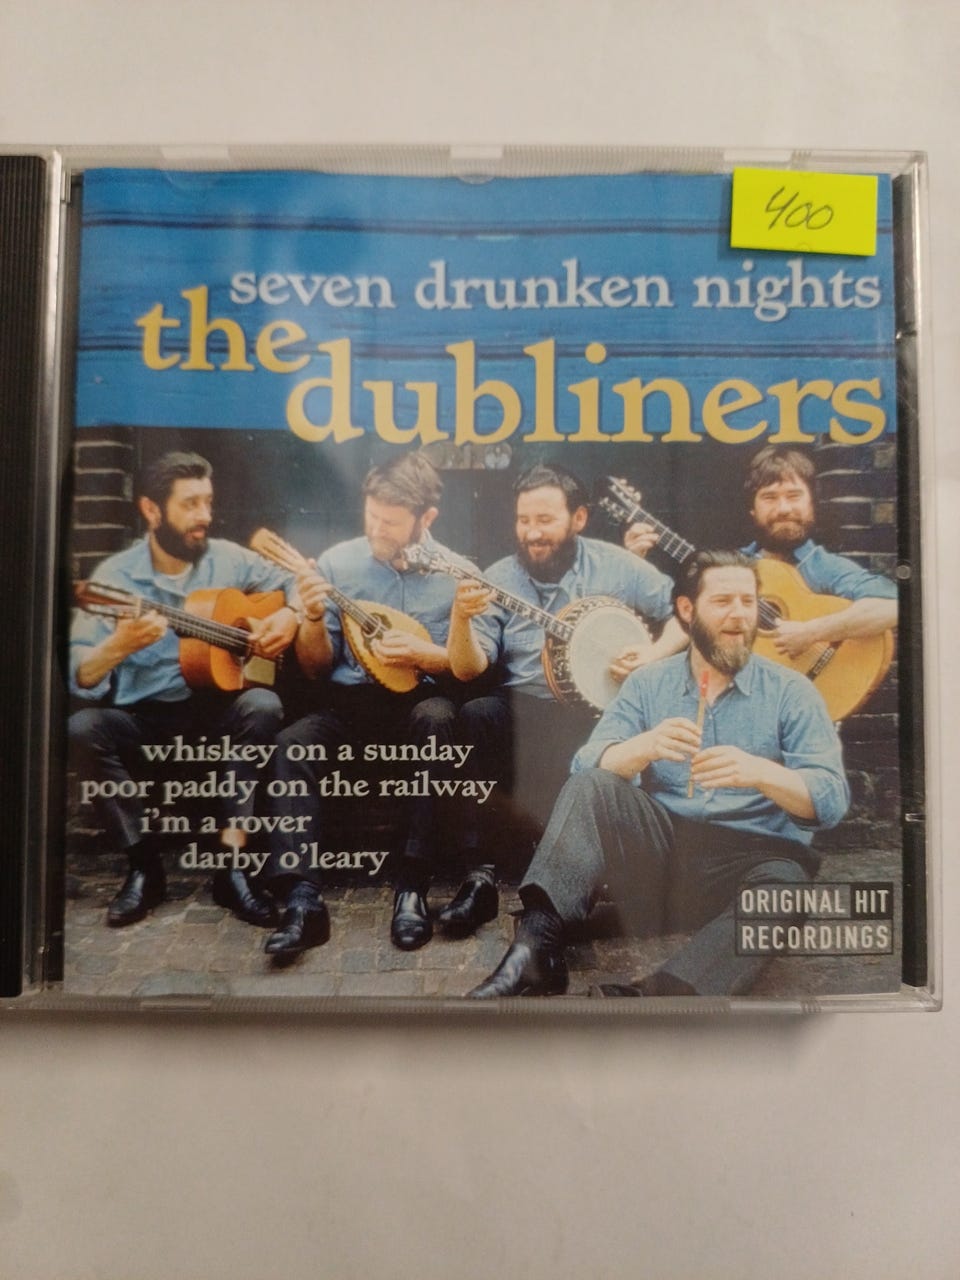 400
seven drunken nights
the
dubliners
whiskey on a sunday
poor paddy on the railway
i'm a rover
darby o'leary
ORIGINAL HIT
RECORDINGS